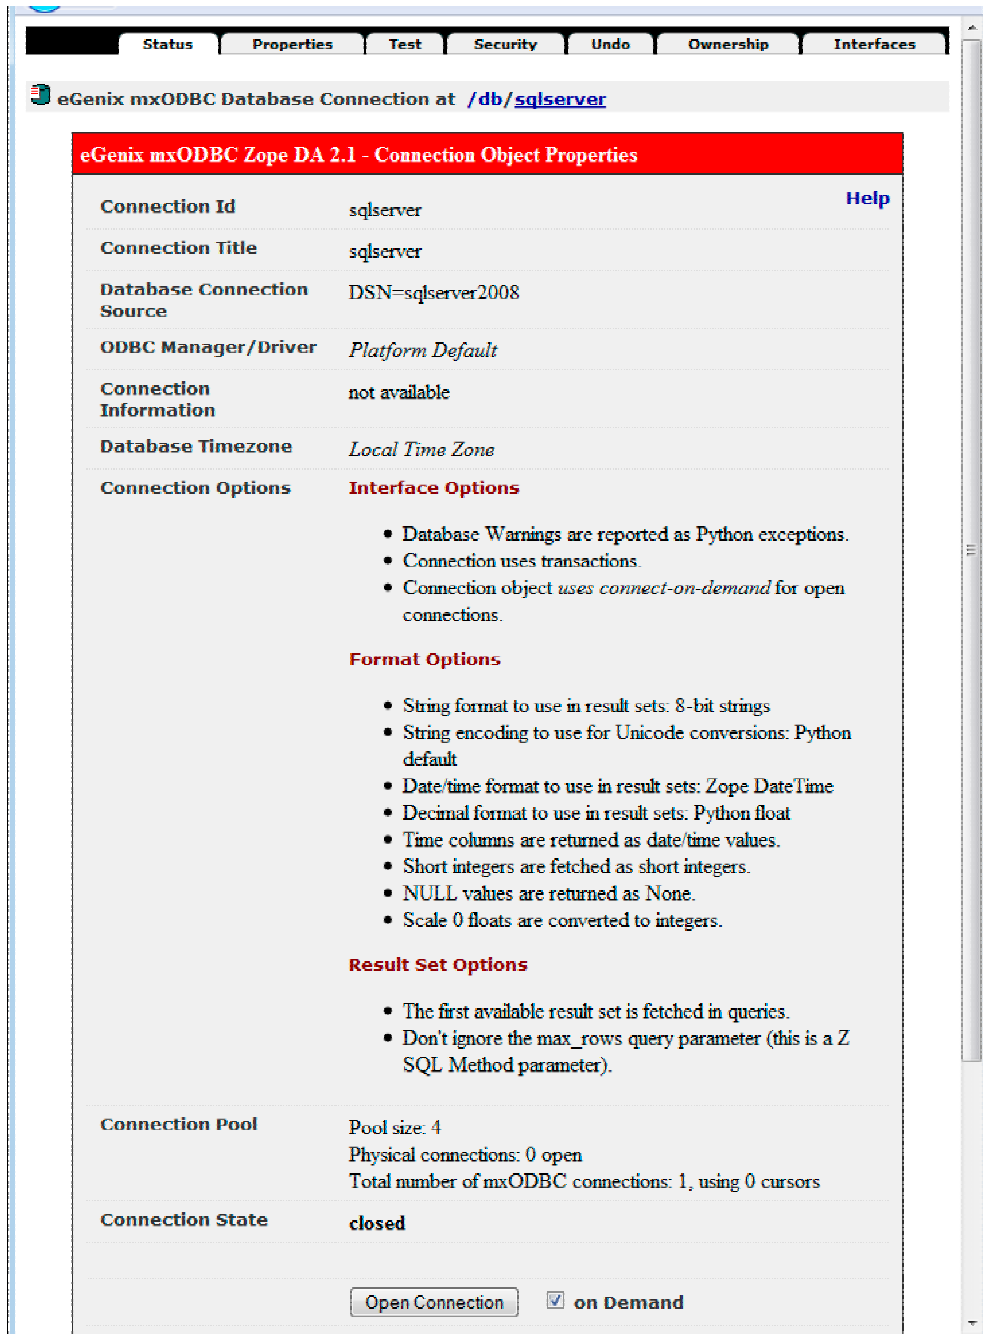 Status Properties Test Security Undo Ownership Interfaces
eGenix mxODBC Database Connection at /db/sqlserver
eGenix mxODBC Zope DA 2.1 - Connection Object Properties
Help
Connection Id sqlserver
Connection Title sqlserver
Database Connection Source DSN=sqlserver2008
ODBC Manager/Driver Platform Default
Connection Information not available
Database Timezone Local Time Zone
Connection Options Interface Options
• Database Warnings are reported as Python exceptions.
• Connection uses transactions.
• Connection object uses connect-on-demand for open
connections.
Format Options
• String format to use in result sets: 8-bit strings
• String encoding to use for Unicode conversions: Python
default
• Date/time format to use in result sets: Zope DateTime
• Decimal format to use in result sets: Python float
• Time columns are returned as date/time values.
• Short integers are fetched as short integers.
• NULL values are returned as None.
• Scale 0 floats are converted to integers.
Result Set Options
• The first available result set is fetched in queries.
• Don't ignore the max_rows query parameter (this is a Z
SQL Method parameter).
Connection Pool Pool size: 4
Physical connections: 0 open
Total number of mxODBC connections: 1, using 0 cursors
Connection State closed
Open Connection on Demand